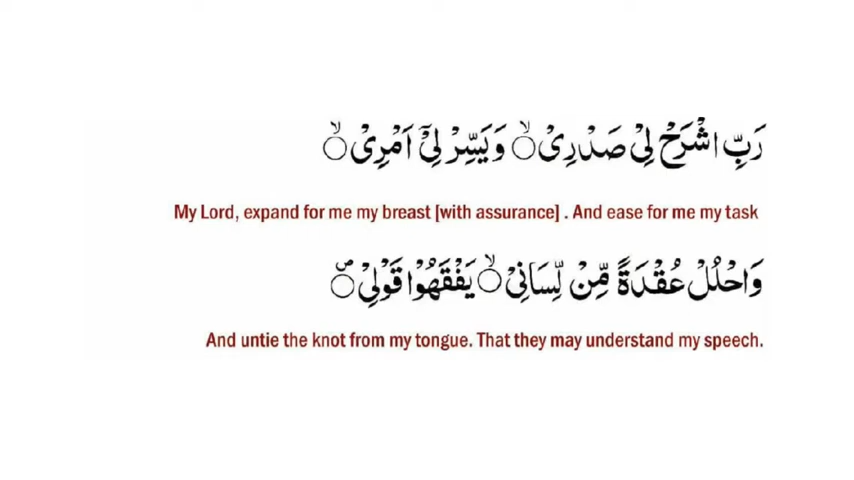 رَبِّ اشْرَحْ لِیْ صَدْرِیْ ۙ وَیَسِّرْ لِیْۤ اَمْرِیْ ۙ
My Lord, expand for me my breast [with assurance] . And ease for me my task
وَاحْلُلْ عُقْدَةً مِّنْ لِّسَانِیْ ۙ یَفْقَهُوْا قَوْلِیْ ۪
And untie the knot from my tongue. That they may understand my speech.